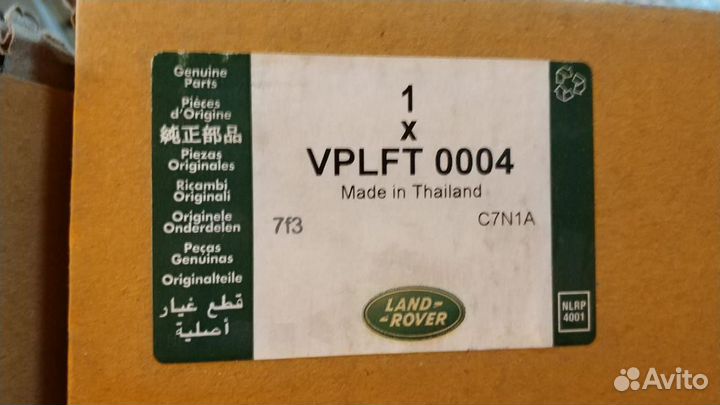 Genuine
Parts
Pièces
d'Origine
純正部品
Piezas
Originales
Ricambi
Originali
Originele
Onderdelen
Peças
Genuinas
Originalteile
قطع غيار
أصلية
1
x
VPLFT 0004
Made in Thailand
7f3
C7N1A
LAND-
-ROVER
NLRP
4001
Avito